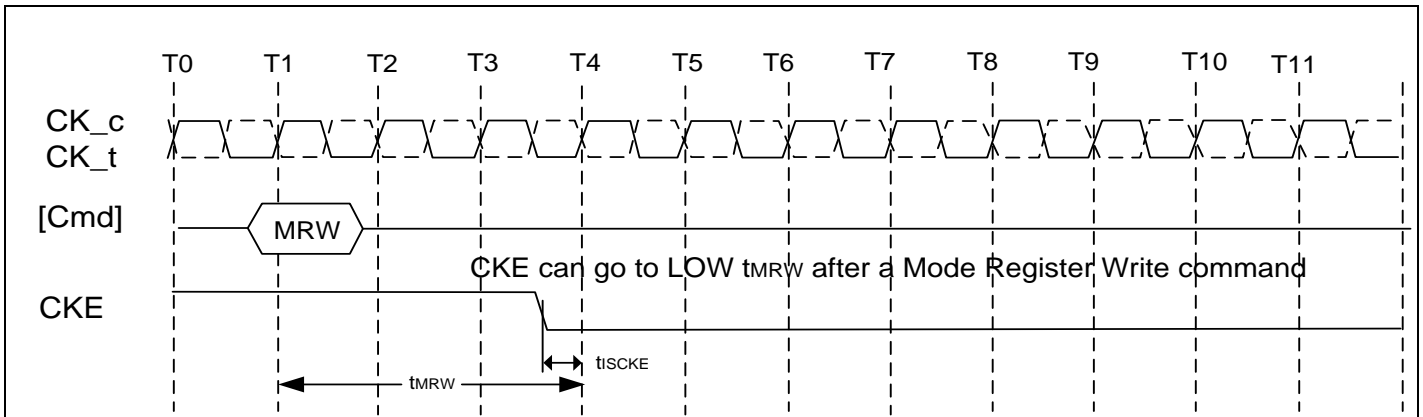 T0 T1 T2 T3 T4 T5 T6 T7 T8 T9 T10 T11
CK_c
CK_t
[Cmd] MRW
CKE can go to LOW tMRW after a Mode Register Write command
CKE
tISCKE
tMRW